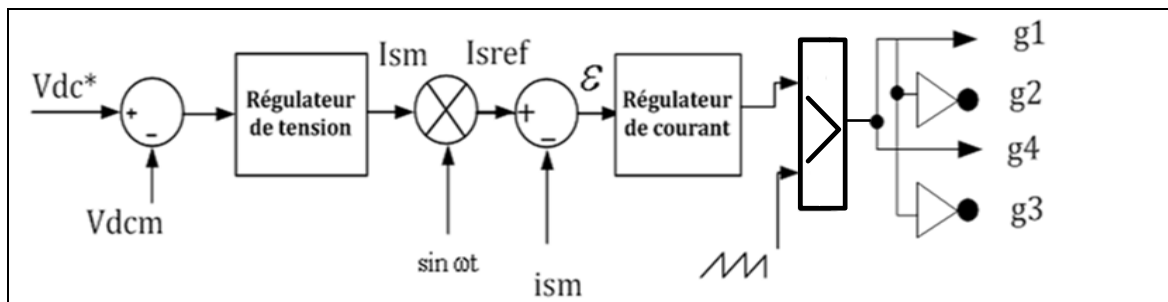 Vdc*
+
−
Vdcm
Régulateur
de tension
Ism
sin ωt
Isref
+
−
ism
ε
Régulateur
de courant
>
g1
g2
g4
g3